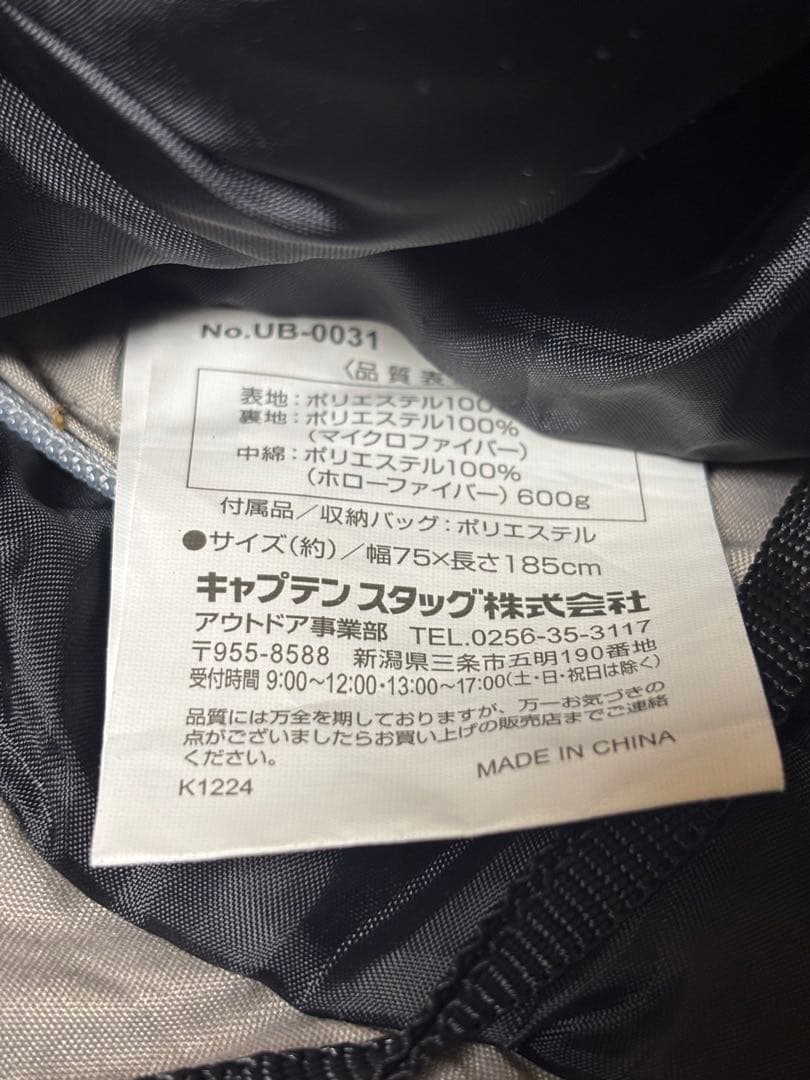 No.UB-0031
〈品質表
表地：ポリエステル100
裏地：ポリエステル100%
(マイクロファイバー)
中綿：ポリエステル100%
(ホローファイバー) 600g
付属品／収納バッグ：ポリエステル
●サイズ(約)／幅75×長さ185cm
キャプテンスタッグ株式会社
アウトドア事業部 TEL.0256-35-3117
〒955-8588 新潟県三条市五明190番地
受付時間 9:00〜12:00・13:00〜17:00(土・日・祝日は除く)
品質には万全を期しておりますが、万一お気づきの
点がございましたらお買い上げの販売店までご連絡
ください。
MADE IN CHINA
K1224